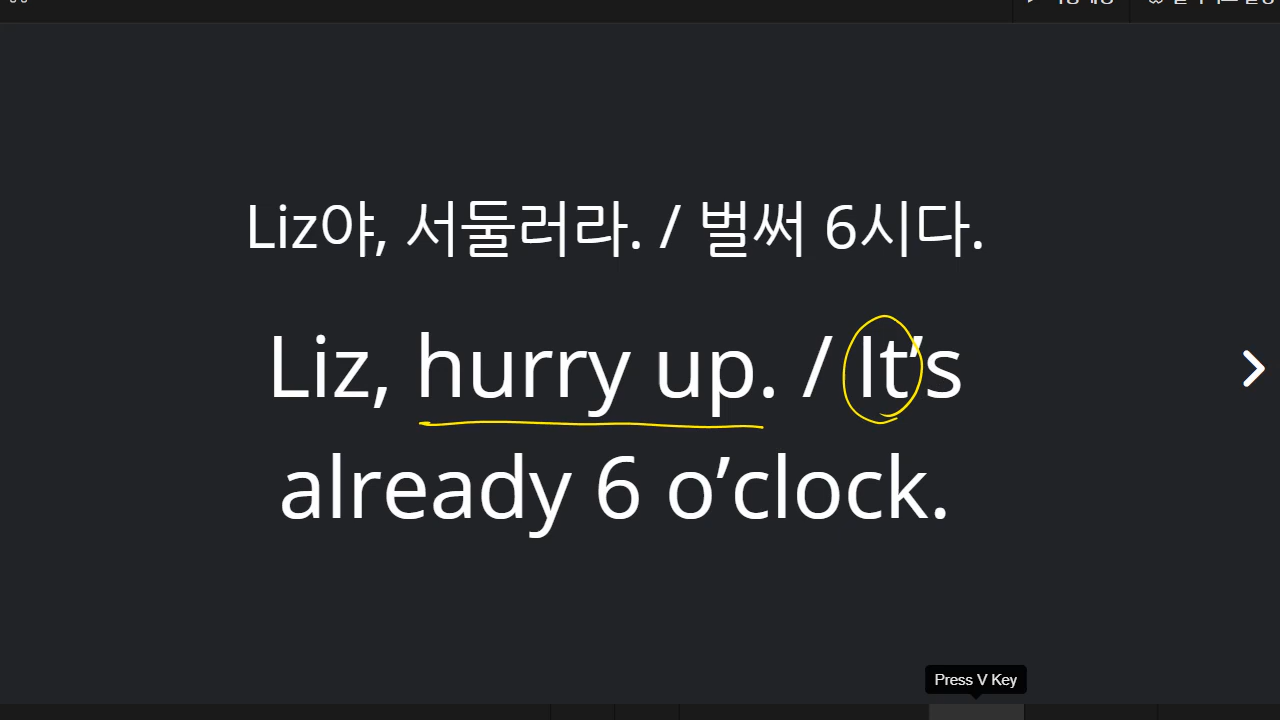 Liz야, 서둘러라. / 벌써 6시다.
Liz, hurry up. / It’s
already 6 o’clock.
Press V Key